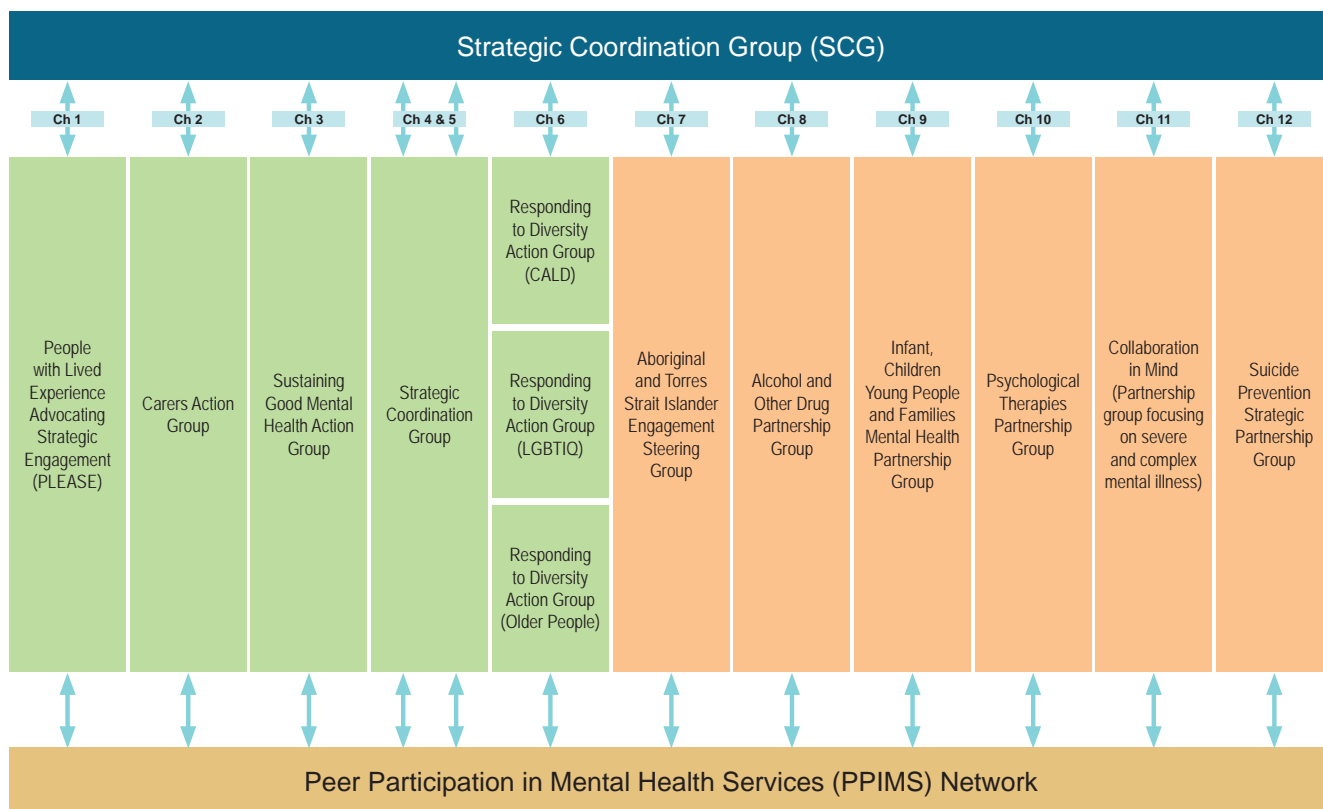 Strategic Coordination Group (SCG)
Ch 1
Ch 2
Ch 3
Ch 4 & 5
Ch 6
Ch 7
Ch 8
Ch 9
Ch 10
Ch 11
Ch 12
People
with Lived
Experience
Advocating
Strategic
Engagement
(PLEASE)
Carers Action
Group
Sustaining
Good Mental
Health Action
Group
Strategic
Coordination
Group
Responding
to Diversity
Action Group
(CALD)
Responding
to Diversity
Action Group
(LGBTIQ)
Responding
to Diversity
Action Group
(Older People)
Aboriginal
and Torres
Strait Islander
Engagement
Steering
Group
Alcohol and
Other Drug
Partnership
Group
Infant,
Children
Young People
and Families
Mental Health
Partnership
Group
Psychological
Therapies
Partnership
Group
Collaboration
in Mind
(Partnership
group focusing
on severe
and complex
mental illness)
Suicide
Prevention
Strategic
Partnership
Group
Peer Participation in Mental Health Services (PPIMS) Network